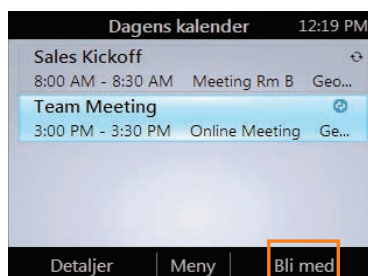 Dagens kalender 12:19 PM
Sales Kickoff
8:00 AM - 8:30 AM Meeting Rm B Geo...
Team Meeting
3:00 PM - 3:30 PM Online Meeting Ge...
Detaljer Meny Bli med